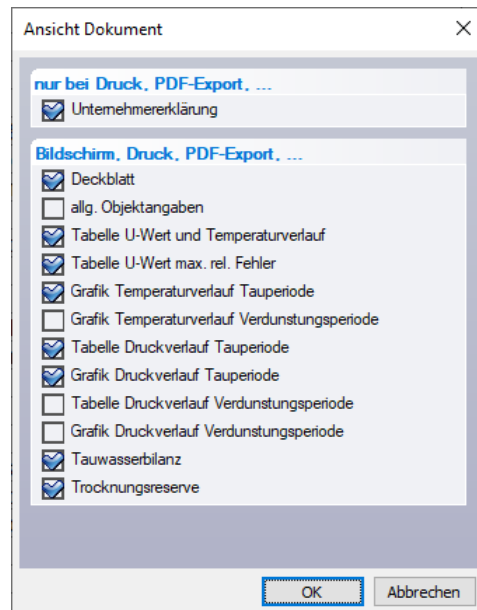 Ansicht Dokument
nur bei Druck, PDF-Export, ...
Unternehmererklärung
Bildschirm, Druck, PDF-Export, ...
Deckblatt
allg. Objektangaben
Tabelle U-Wert und Temperaturverlauf
Tabelle U-Wert max. rel. Fehler
Grafik Temperaturverlauf Tauperiode
Grafik Temperaturverlauf Verdunstungsperiode
Tabelle Druckverlauf Tauperiode
Grafik Druckverlauf Tauperiode
Tabelle Druckverlauf Verdunstungsperiode
Grafik Druckverlauf Verdunstungsperiode
Tauwasserbilanz
Trocknungsreserve
OK Abbrechen